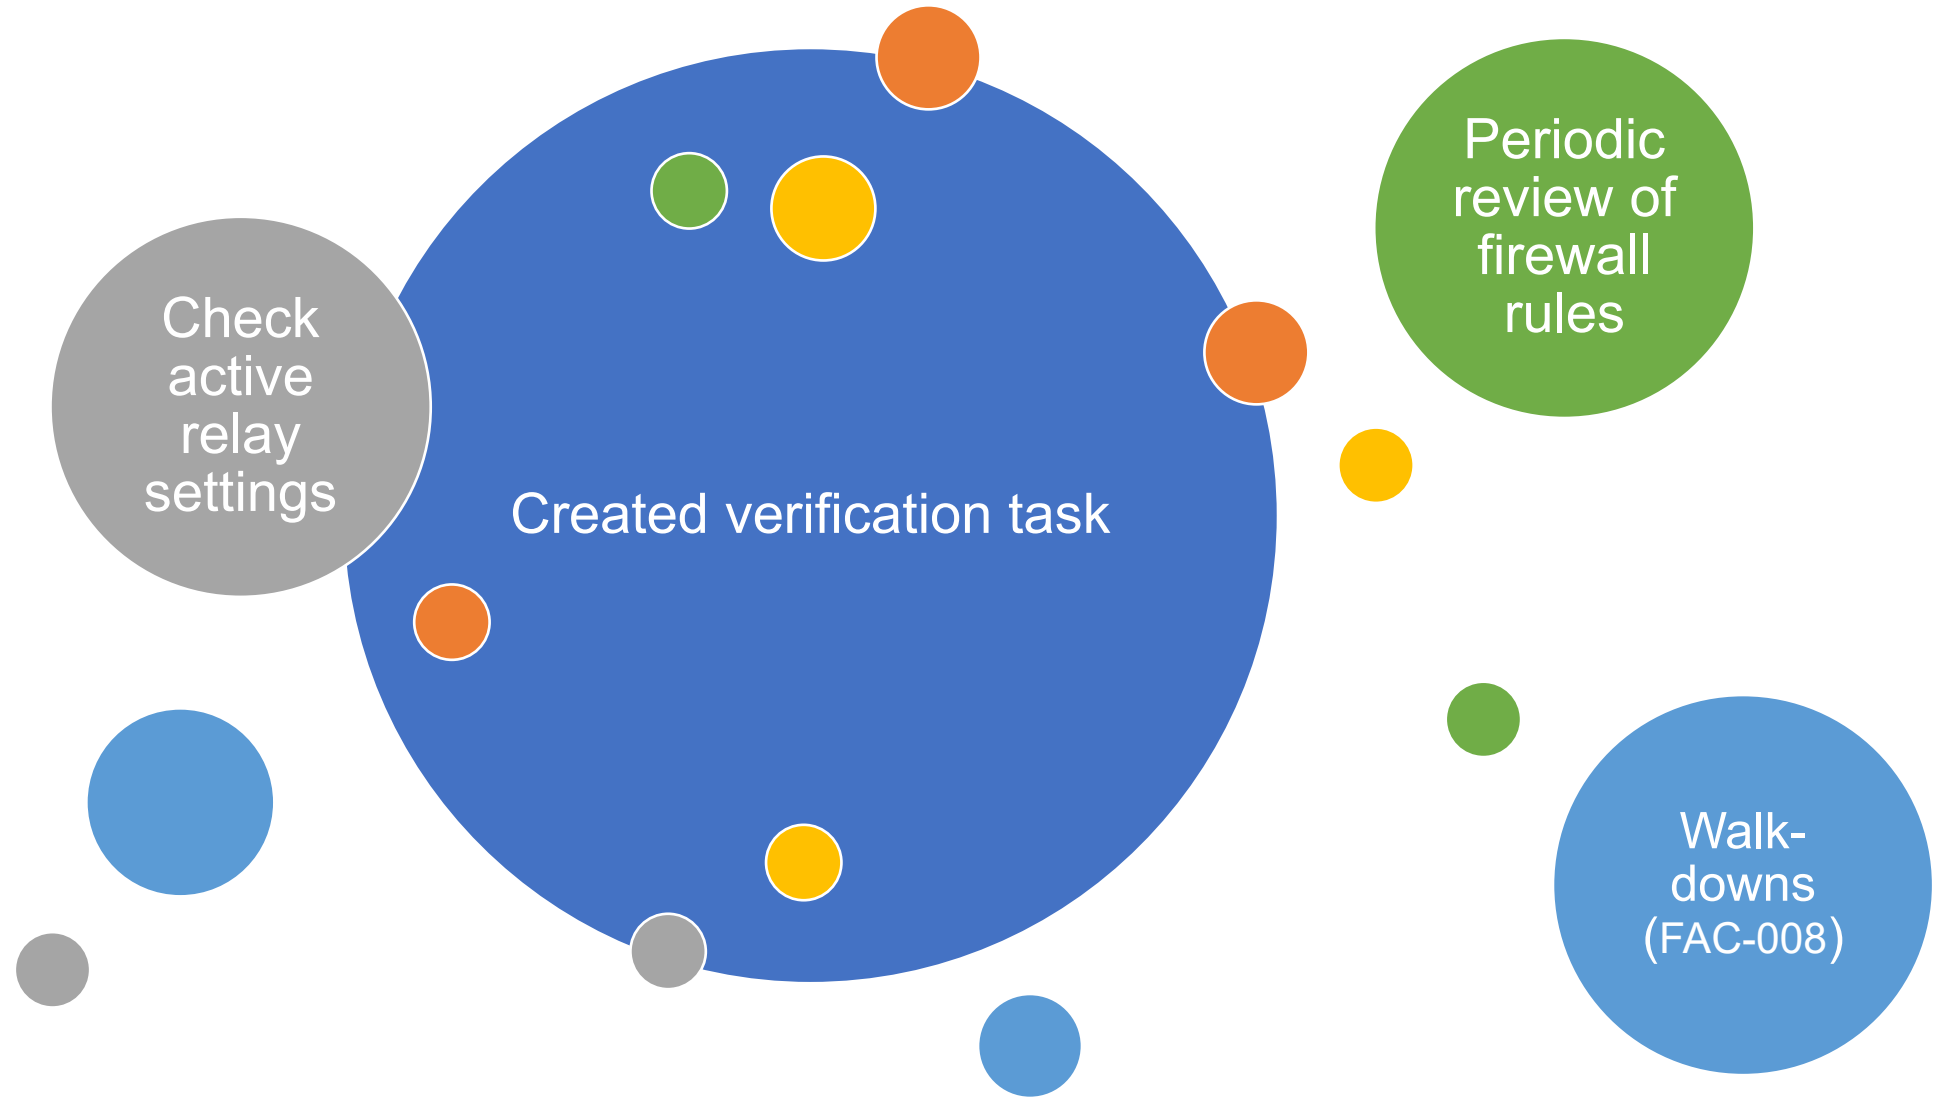 Periodic
review of
firewall
rules
Check
active
relay
settings
Created verification task
Walk-
downs
(FAC-008)